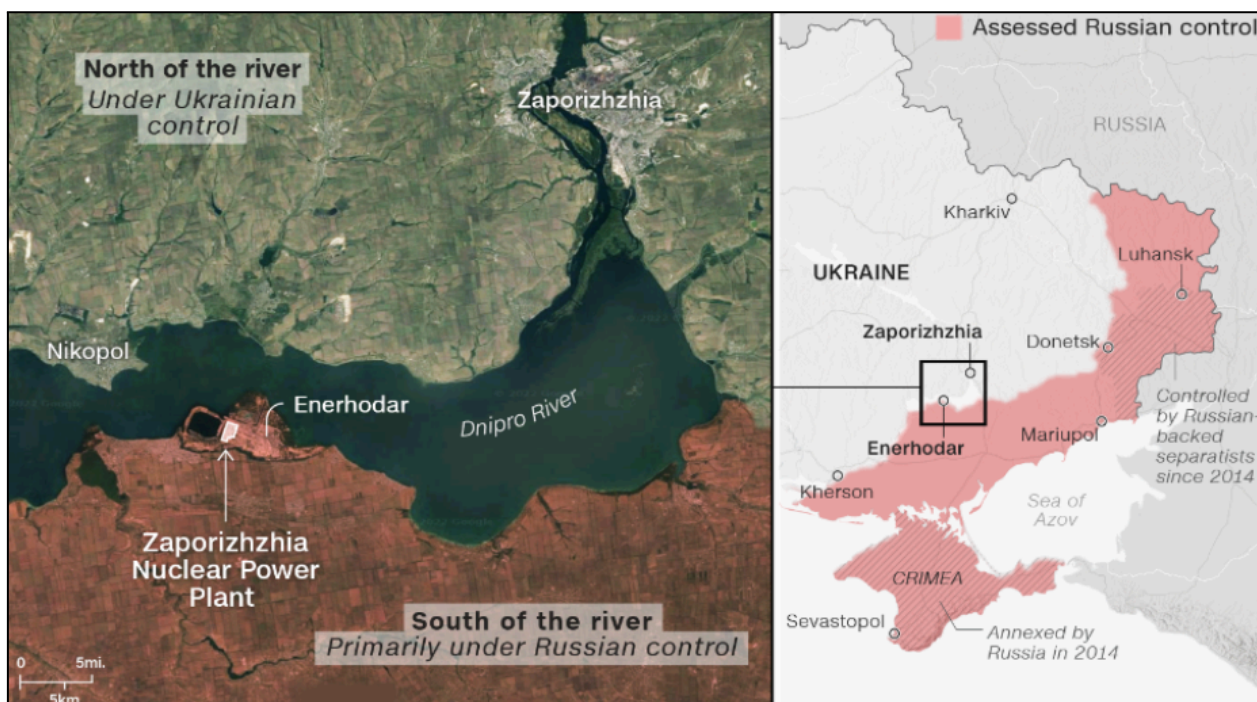 North of the river
Under Ukrainian
control
Zaporizhzhia
Nikopol
Enerhodar
Dnipro River
Zaporizhzhia
Nuclear Power
Plant
South of the river
Primarily under Russian control
0 5mi.
5km
Assessed Russian control
RUSSIA
Kharkiv
Luhansk
UKRAINE
Zaporizhzhia
Donetsk
Enerhodar
Mariupol
Controlled
by Russian-
backed
separatists
since 2014
Kherson
Sea of
Azov
CRIMEA
Sevastopol
Annexed by
Russia in 2014